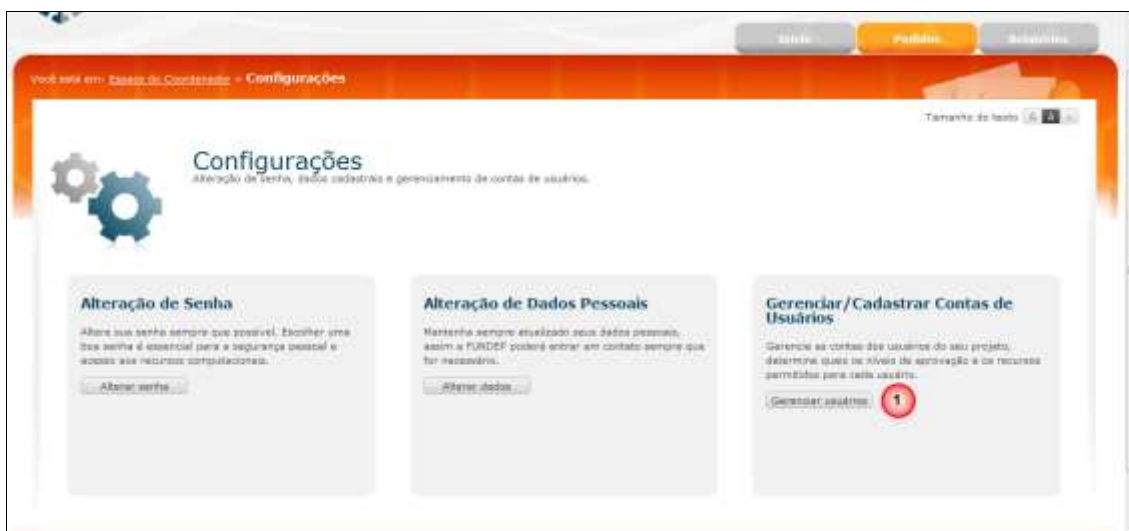 Início
Pedidos
Relatórios
Você está em: Espaço do Coordenador » Configurações
Tamanho do texto A A A
Configurações
Alteração de senha, dados cadastrais e gerenciamento de contas de usuários.
Alteração de Senha
Altere sua senha sempre que possível. Escolher uma
boa senha é essencial para a segurança pessoal e
acesso aos recursos computacionais.
Alterar senha
Alteração de Dados Pessoais
Mantenha sempre atualizado seus dados pessoais,
assim a FUNDEP poderá entrar em contato sempre que
for necessário.
Alterar dados
Gerenciar/Cadastrar Contas de
Usuários
Gerencie as contas dos usuários do seu projeto,
determine quais os níveis de aprovação e os recursos
permitidos para cada usuário.
Gerenciar usuários
1